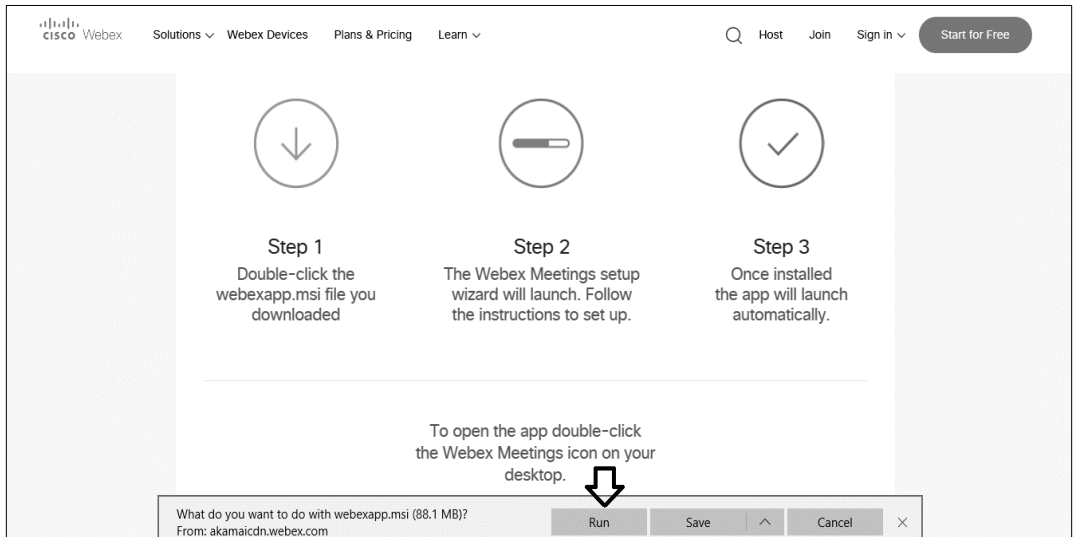 CISCO Webex Solutions Webex Devices Plans & Pricing Learn Host Join Sign in Start for Free
Step 1
Double-click the
webexapp.msi file you
downloaded
Step 2
The Webex Meetings setup
wizard will launch. Follow
the instructions to set up.
Step 3
Once installed
the app will launch
automatically.
To open the app double-click
the Webex Meetings icon on your
desktop.
What do you want to do with webexapp.msi (88.1 MB)?
From: akamaicdn.webex.com
Run Save Cancel